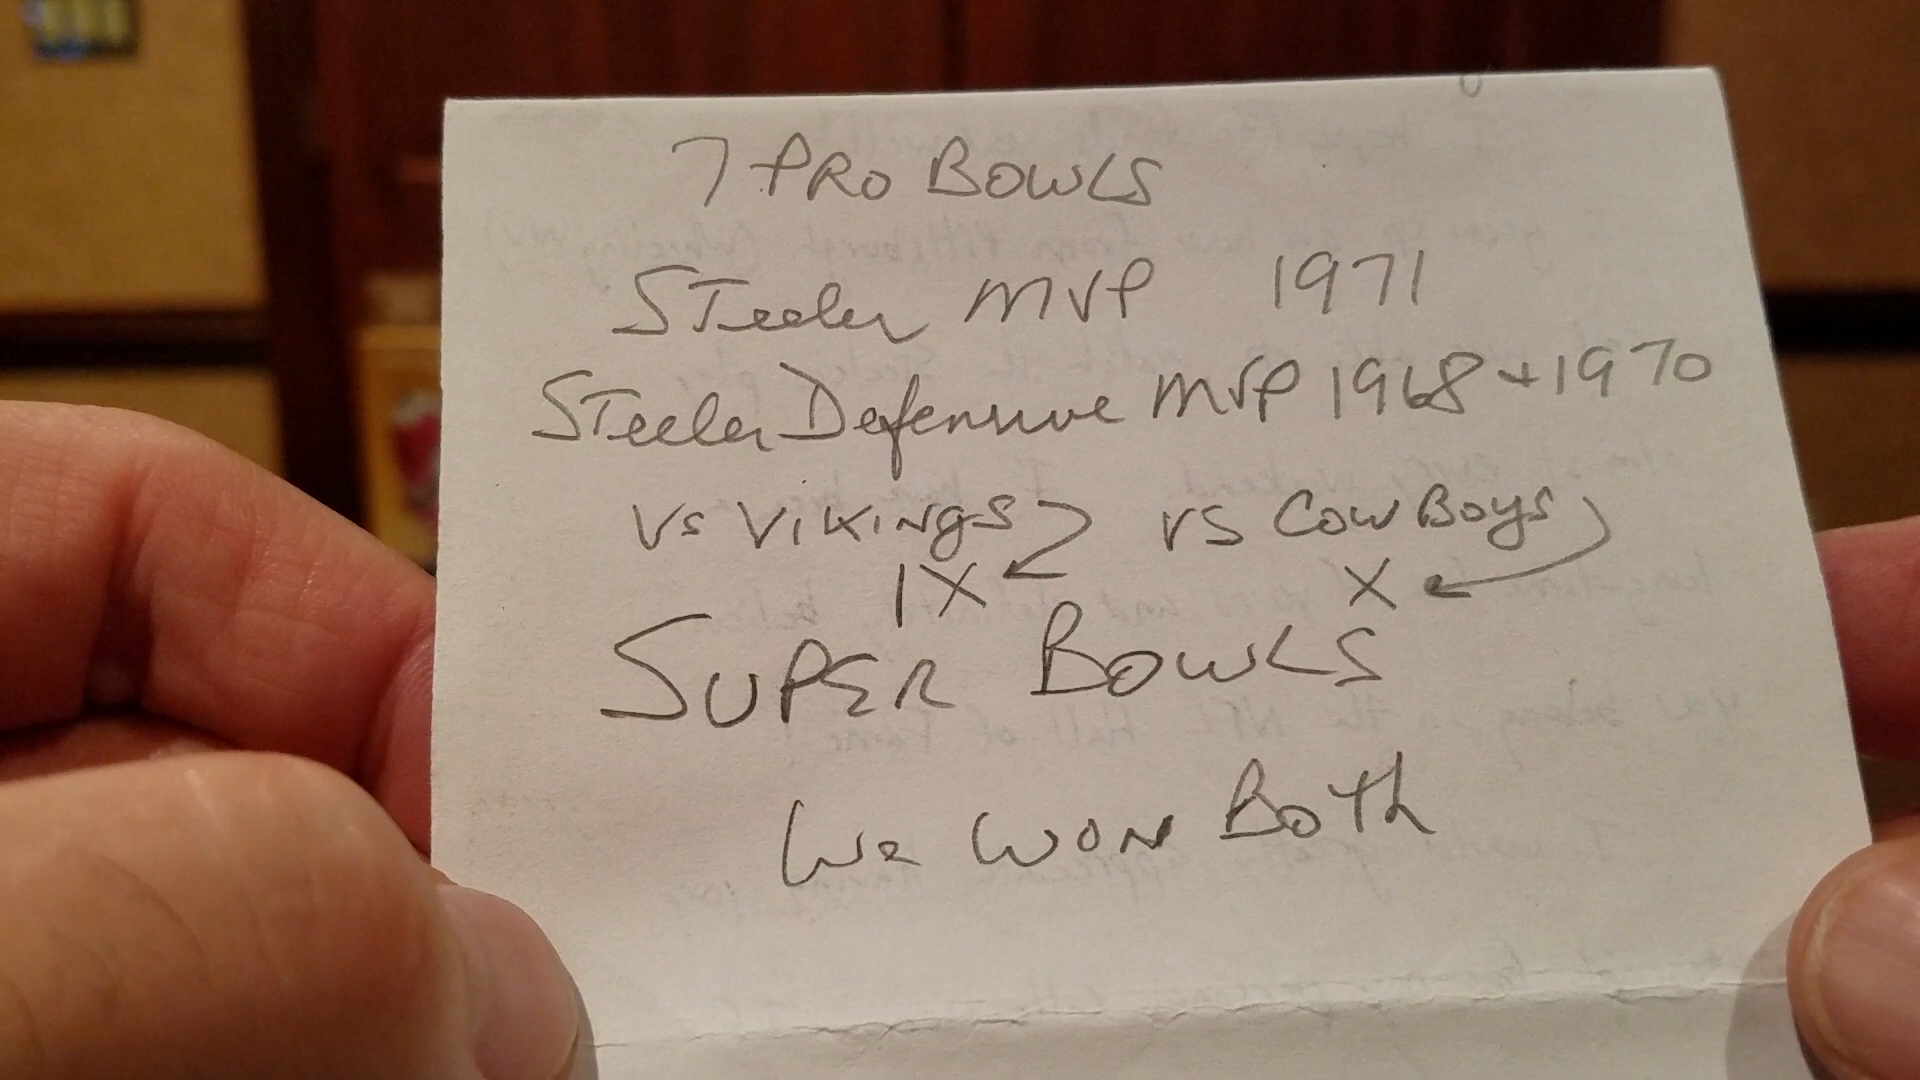 7 PRO BOWLS
Steeler MVP 1971
Steeler Defensive MVP 1968 + 1970
vs VIKINGS vs COWBOYS
IX X
SUPER BOWLS
We WON BOTH